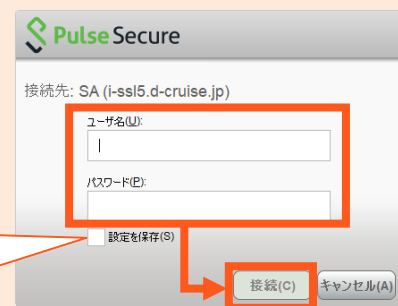 Pulse Secure
接続先: SA (i-ssl5.d-cruise.jp)
ユーザ名(U):
パスワード(P):
設定を保存(S)
接続(C)
キャンセル(A)